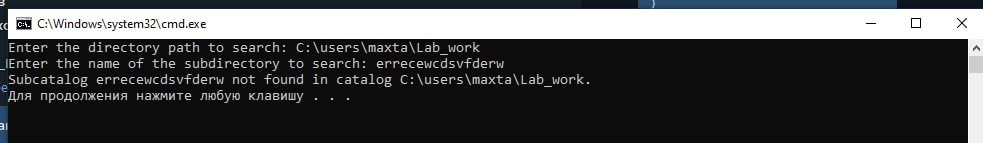 C:\Windows\system32\cmd.exe
Enter the directory path to search: C:\users\maxta\Lab_work
Enter the name of the subdirectory to search: errecewcdsvfderw
Subcatalog errecewcdsvfderw not found in catalog C:\users\maxta\Lab_work.
Для продолжения нажмите любую клавишу . . .